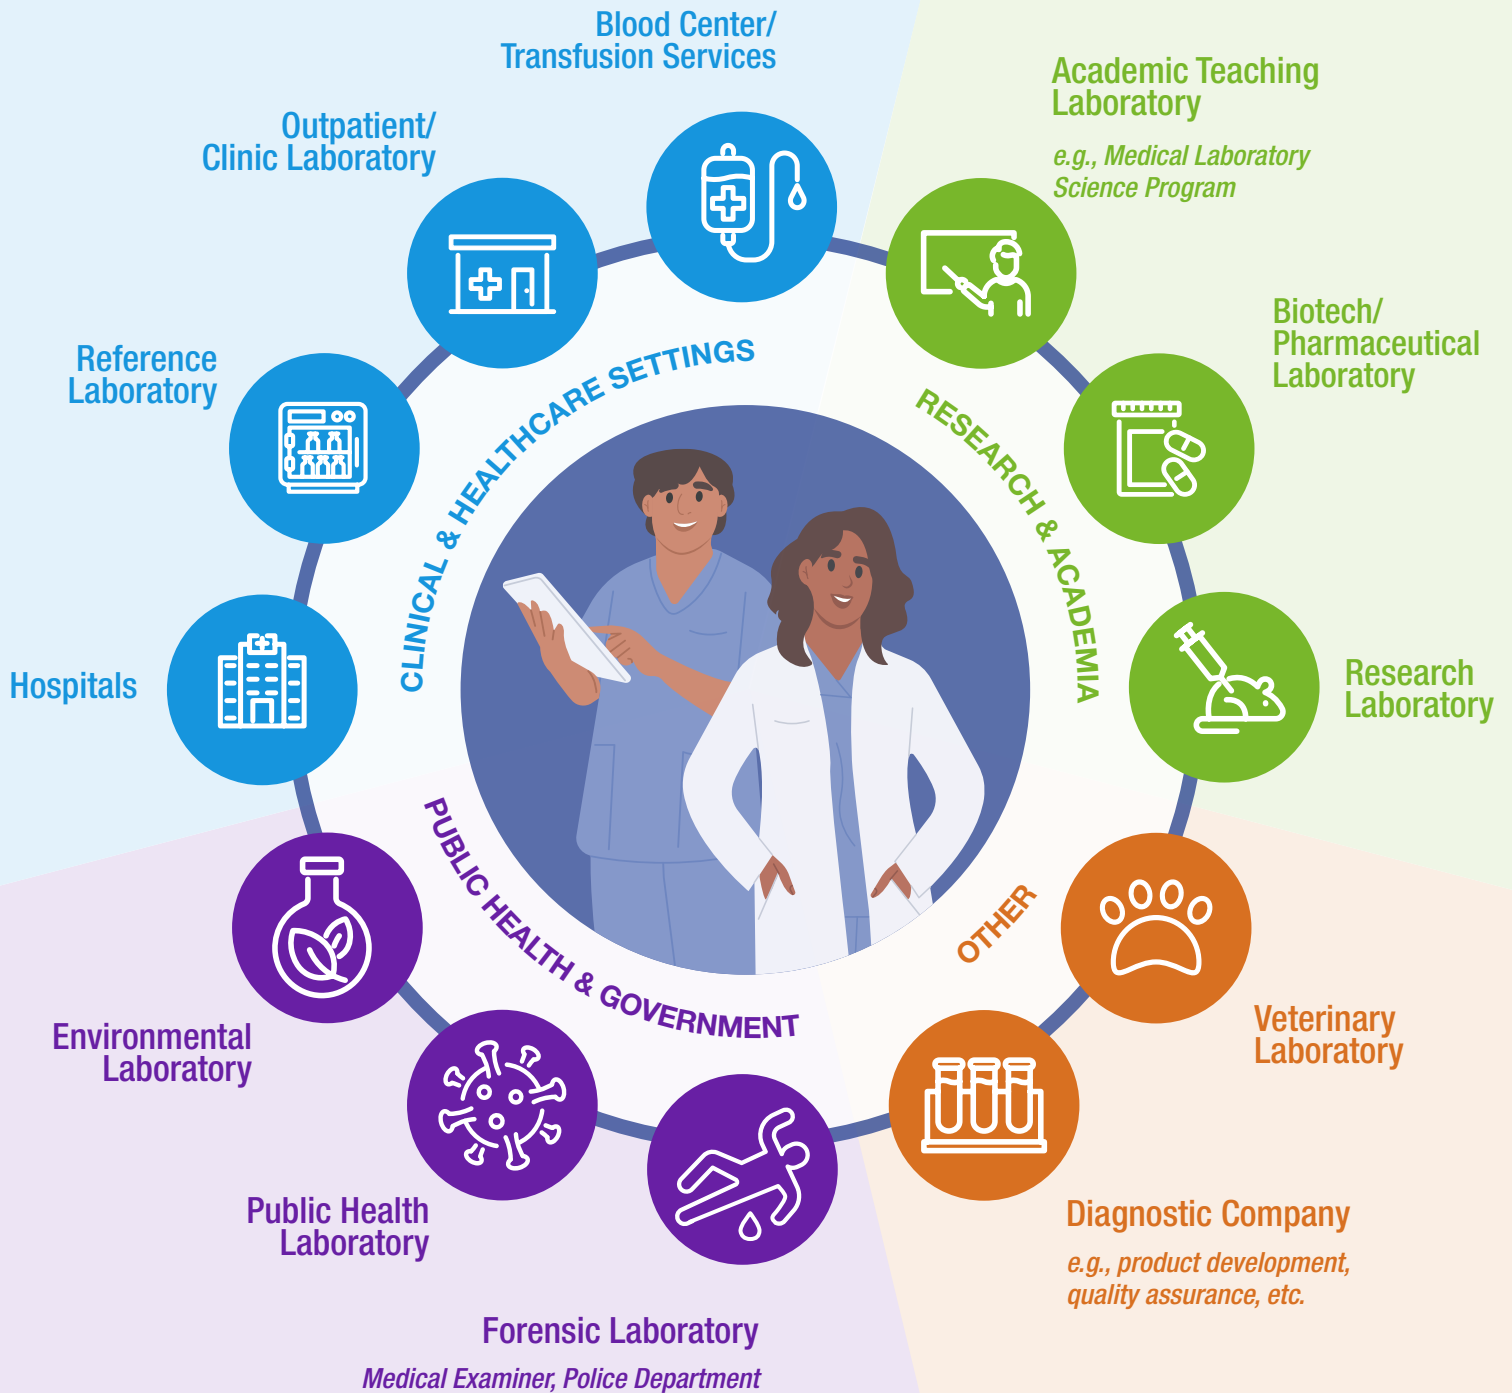 Blood Center/
Transfusion Services
Outpatient/
Clinic Laboratory
Reference
Laboratory
Hospitals
CLINICAL & HEALTHCARE SETTINGS
Academic Teaching
Laboratory
e.g., Medical Laboratory
Science Program
Biotech/
Pharmaceutical
Laboratory
Research
Laboratory
RESEARCH & ACADEMIA
PUBLIC HEALTH & GOVERNMENT
Environmental
Laboratory
Public Health
Laboratory
Forensic Laboratory
Medical Examiner, Police Department
OTHER
Veterinary
Laboratory
Diagnostic Company
e.g., product development,
quality assurance, etc.